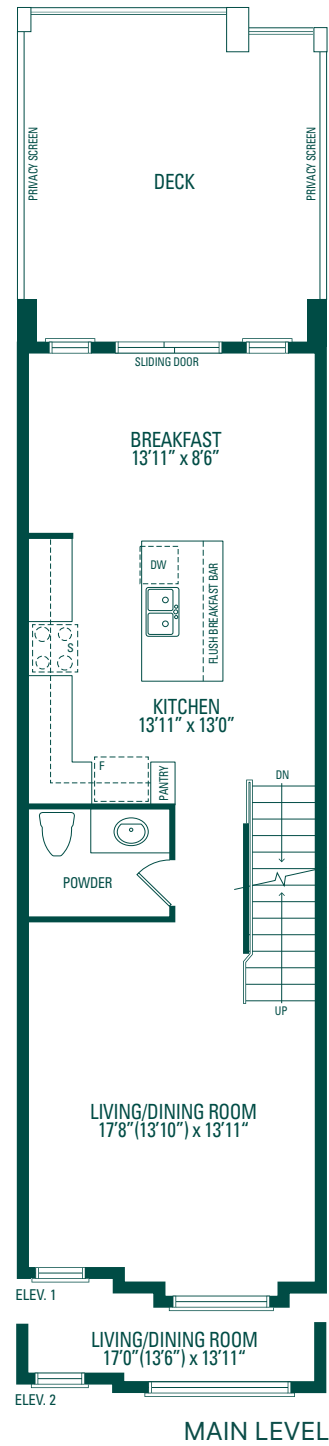 PRIVACY SCREEN
DECK
PRIVACY SCREEN
SLIDING DOOR
BREAKFAST
13'11" x 8'6"
DW
FLUSH BREAKFAST BAR
S
KITCHEN
13'11" x 13'0"
F
PANTRY
DN
POWDER
UP
LIVING/DINING ROOM
17'8"(13'10") x 13'11"
ELEV. 1
LIVING/DINING ROOM
17'0"(13'6") x 13'11"
ELEV. 2
MAIN LEVEL